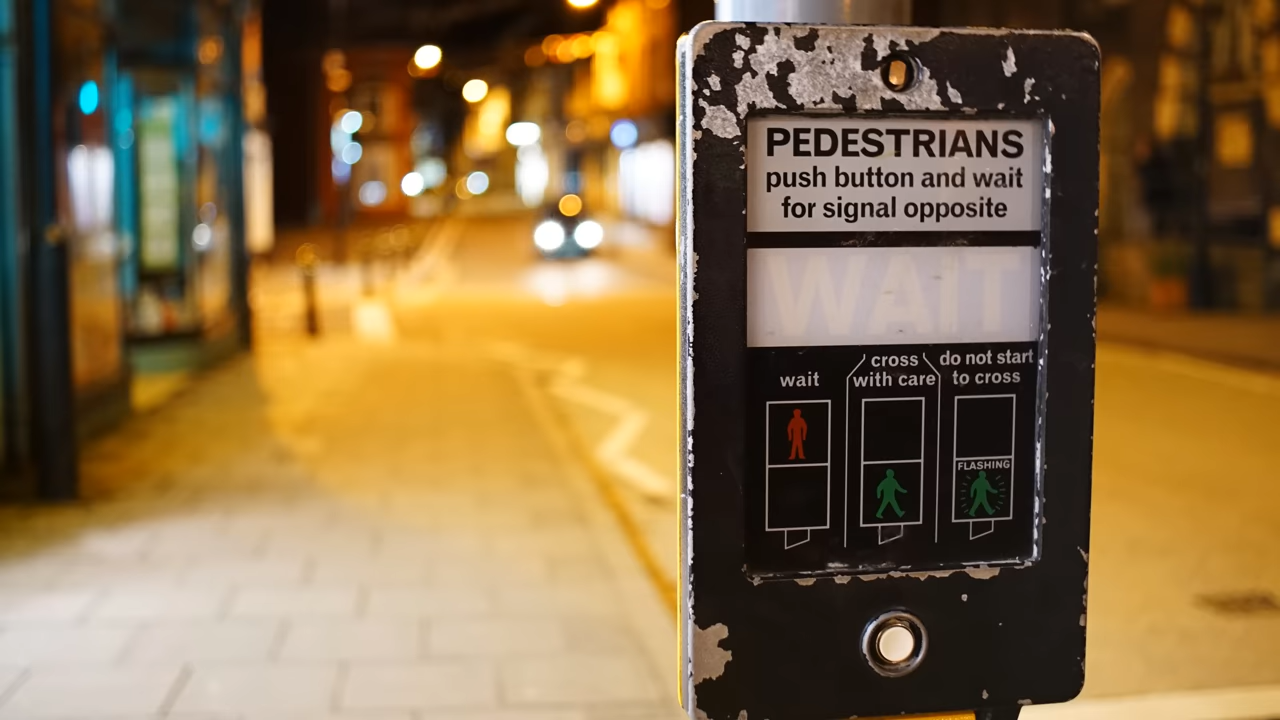 PEDESTRIANS
push button and wait
for signal opposite
WAIT
wait
cross
with care
do not start
to cross
FLASHING